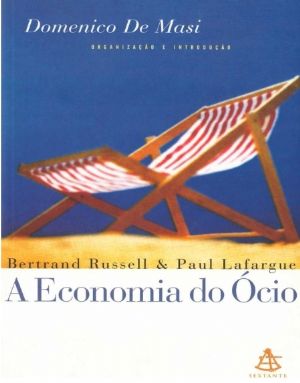 Domenico De Masi
ORGANIZAÇÃO E INTRODUÇÃO
Bertrand Russell & Paul Lafargue
A Economia do Ócio
SEXTANTE